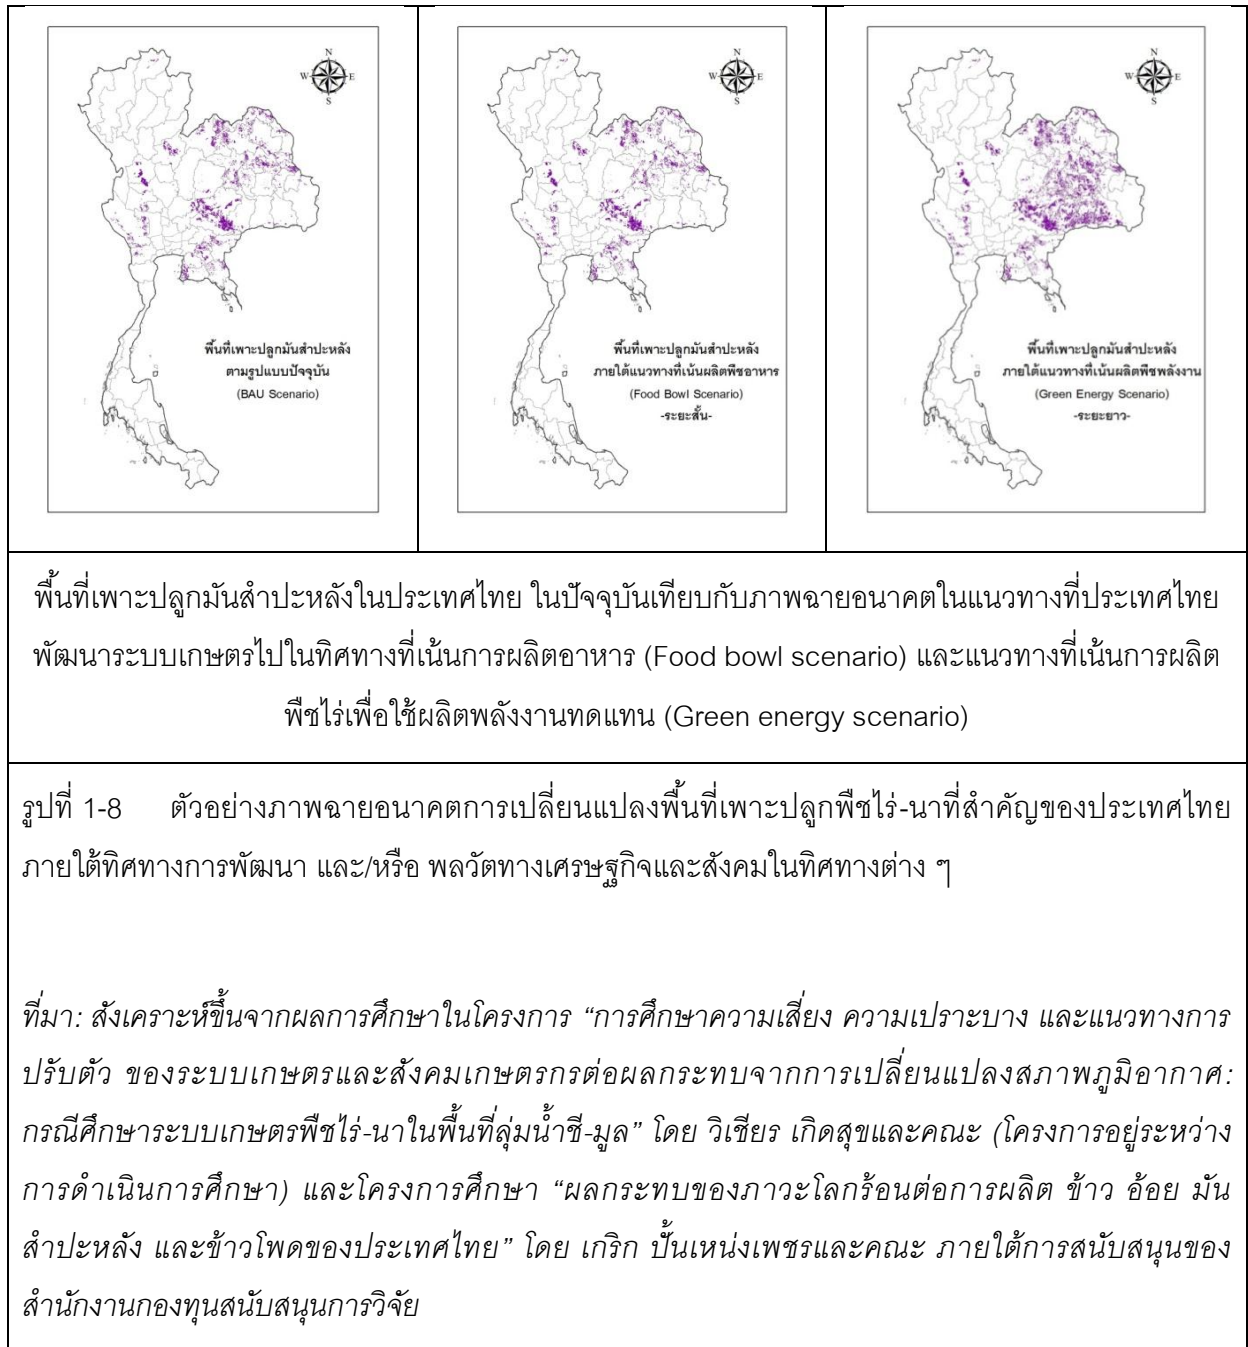 N
W E
S
พื้นที่เพาะปลูกมันสำปะหลัง
ตามรูปแบบปัจจุบัน
(BAU Scenario)
N
W E
S
พื้นที่เพาะปลูกมันสำปะหลัง
ภายใต้แนวทางที่เน้นผลิตพืชอาหาร
(Food Bowl Scenario)
-ระยะสั้น-
N
W E
S
พื้นที่เพาะปลูกมันสำปะหลัง
ภายใต้แนวทางที่เน้นผลิตพืชพลังงาน
(Green Energy Scenario)
-ระยะยาว-
พื้นที่เพาะปลูกมันสำปะหลังในประเทศไทย ในปัจจุบันเทียบกับภาพฉายอนาคตในแนวทางที่ประเทศไทย
พัฒนาระบบเกษตรไปในทิศทางที่เน้นการผลิตอาหาร (Food bowl scenario) และแนวทางที่เน้นการผลิต
พืชไร่เพื่อใช้ผลิตพลังงานทดแทน (Green energy scenario)
รูปที่ 1-8 ตัวอย่างภาพฉายอนาคตการเปลี่ยนแปลงพื้นที่เพาะปลูกพืชไร่-นาที่สำคัญของประเทศไทย
ภายใต้ทิศทางการพัฒนา และ/หรือ พลวัตทางเศรษฐกิจและสังคมในทิศทางต่าง ๆ
ที่มา: สังเคราะห์ขึ้นจากผลการศึกษาในโครงการ “การศึกษาความเสี่ยง ความเปราะบาง และแนวทางการ
ปรับตัว ของระบบเกษตรและสังคมเกษตรกรต่อผลกระทบจากการเปลี่ยนแปลงสภาพภูมิอากาศ:
กรณีศึกษาระบบเกษตรพืชไร่-นาในพื้นที่ลุ่มน้ำชี-มูล” โดย วิเชียร เกิดสุขและคณะ (โครงการอยู่ระหว่าง
การดำเนินการศึกษา) และโครงการศึกษา “ผลกระทบของภาวะโลกร้อนต่อการผลิต ข้าว อ้อย มัน
สำปะหลัง และข้าวโพดของประเทศไทย” โดย เกริก ปั้นเหน่งเพชรและคณะ ภายใต้การสนับสนุนของ
สำนักงานกองทุนสนับสนุนการวิจัย